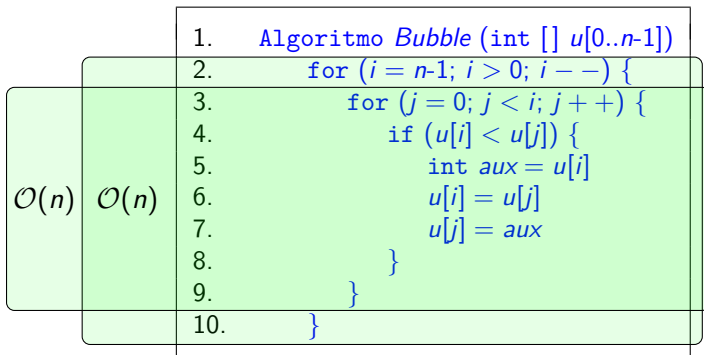 1. Algoritmo Bubble (int [] u[0..n-1])
2. for (i = n-1; i > 0; i − −) {
3. for (j = 0; j < i; j + +) {
4. if (u[i] < u[j]) {
5. int aux = u[i]
6. u[i] = u[j]
7. u[j] = aux
8. }
9. }
10. }
O(n) O(n)